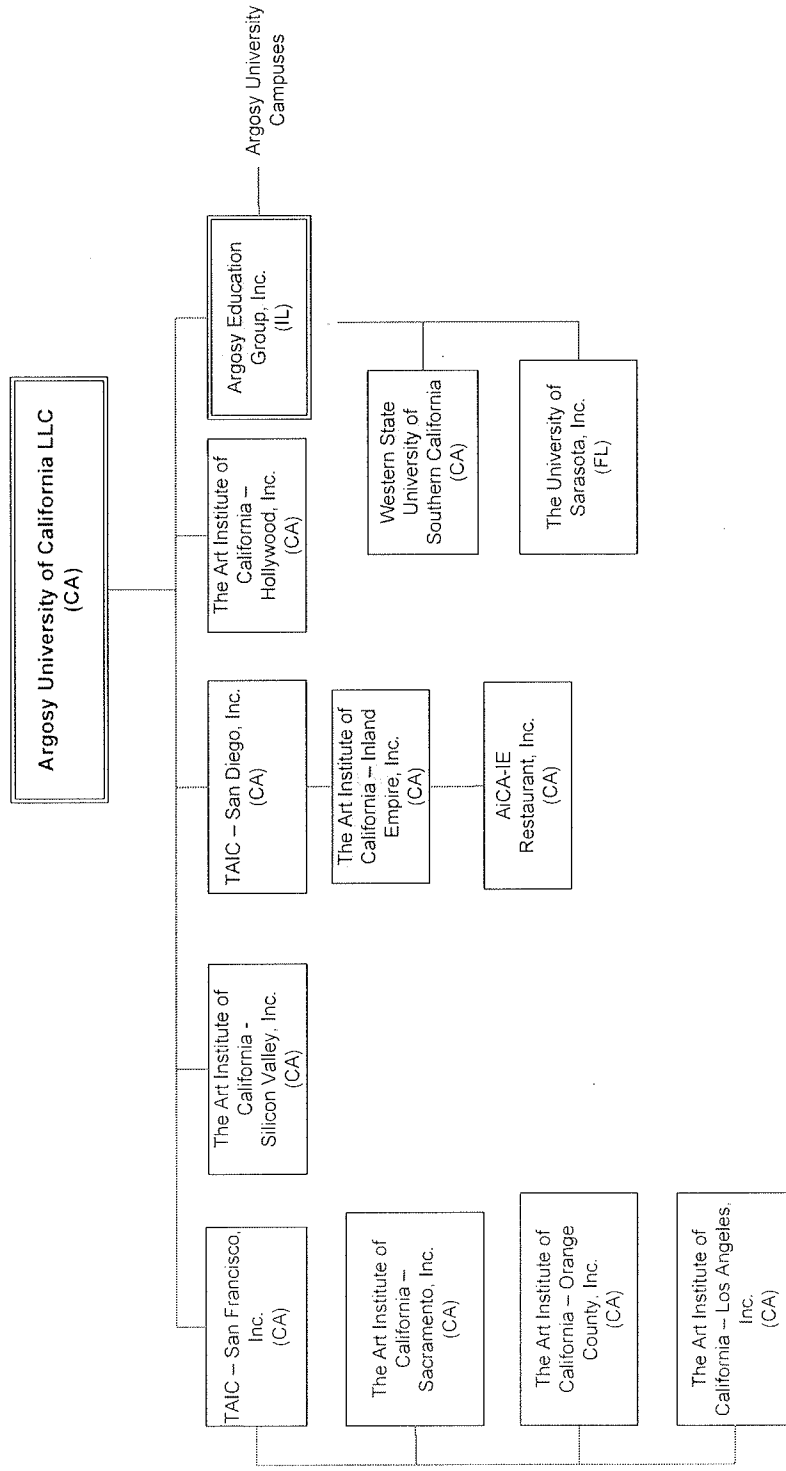 Argosy University of California LLC
(CA)
TAIC – San Francisco,
Inc.
(CA)
The Art Institute of
California -
Silicon Valley, Inc.
(CA)
TAIC – San Diego, Inc.
(CA)
The Art Institute of
California –
Hollywood, Inc.
(CA)
Argosy Education
Group, Inc.
(IL)
Argosy University
Campuses
The Art Institute of
California –
Sacramento, Inc.
(CA)
The Art Institute of
California – Inland
Empire, Inc.
(CA)
Western State
University of
Southern California
(CA)
The Art Institute of
California – Orange
County, Inc.
(CA)
AiCA-IE
Restaurant, Inc.
(CA)
The University of
Sarasota, Inc.
(FL)
The Art Institute of
California – Los Angeles,
Inc.
(CA)